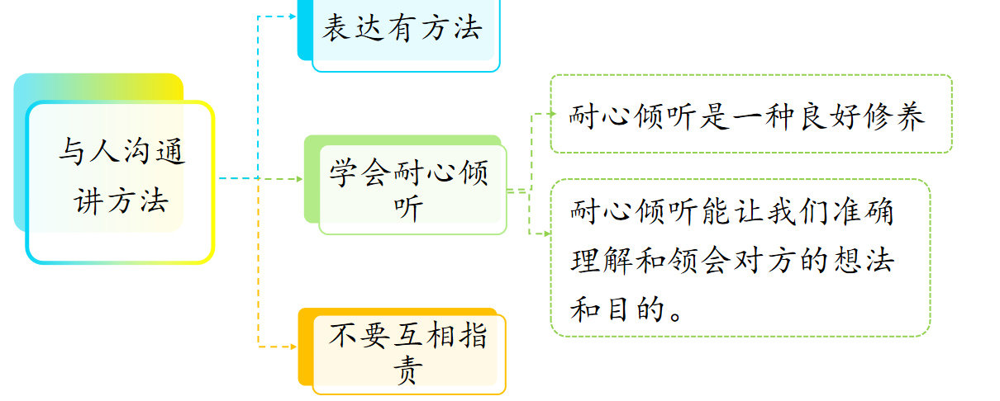 表达有方法
与人沟通
讲方法
学会耐心倾
听
耐心倾听是一种良好修养
耐心倾听能让我们准确
理解和领会对方的想法
和目的。
不要互相指
责